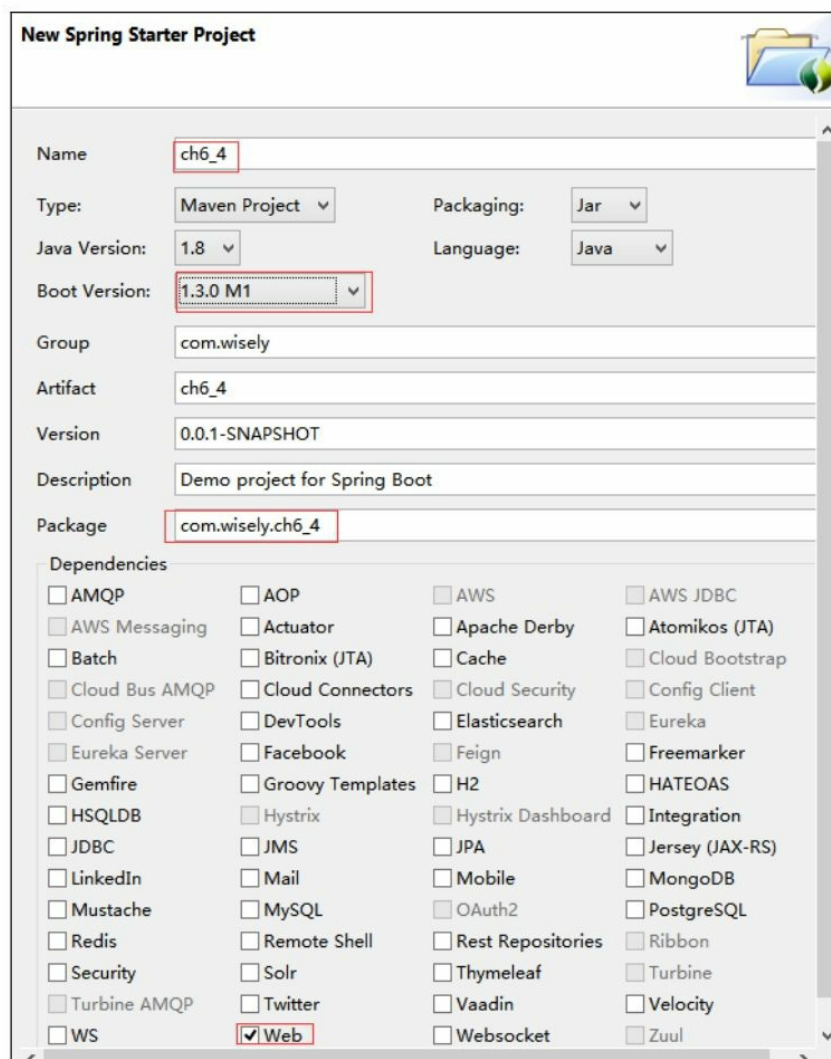 New Spring Starter Project
Name ch6_4
Type: Maven Project Packaging: Jar
Java Version: 1.8 Language: Java
Boot Version: 1.3.0 M1
Group com.wisely
Artifact ch6_4
Version 0.0.1-SNAPSHOT
Description Demo project for Spring Boot
Package com.wisely.ch6_4
Dependencies
AMQP AOP AWS AWS JDBC
AWS Messaging Actuator Apache Derby Atomikos (JTA)
Batch Bitronix (JTA) Cache Cloud Bootstrap
Cloud Bus AMQP Cloud Connectors Cloud Security Config Client
Config Server DevTools Elasticsearch Eureka
Eureka Server Facebook Feign Freemarker
Gemfire Groovy Templates H2 HATEOAS
HSQLDB Hystrix Hystrix Dashboard Integration
JDBC JMS JPA Jersey (JAX-RS)
LinkedIn Mail Mobile MongoDB
Mustache MySQL OAuth2 PostgreSQL
Redis Remote Shell Rest Repositories Ribbon
Security Solr Thymeleaf Turbine
Turbine AMQP Twitter Vaadin Velocity
WS Web Websocket Zuul